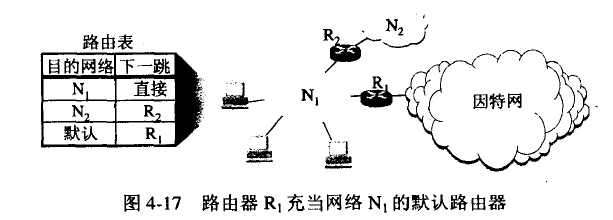 路由表
目的网络 下一跳
N₁ 直接
N₂ R₂
默认 R₁
R₂
N₂
N₁
R₁
因特网
图 4-17 路由器 R₁ 充当网络 N₁ 的默认路由器